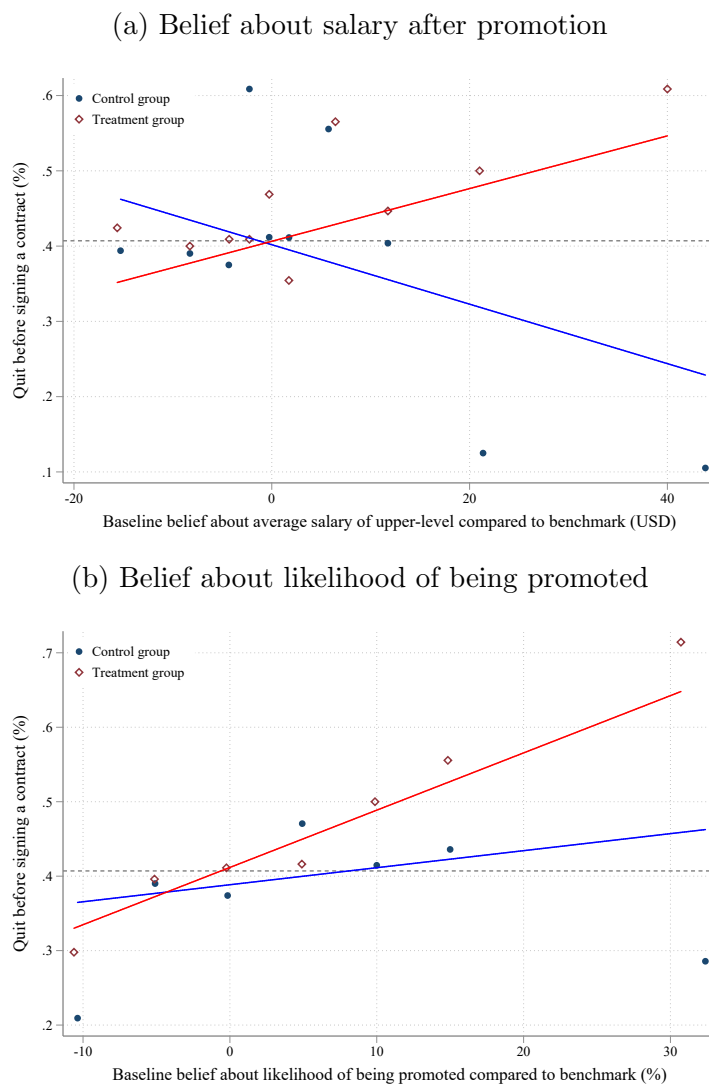 (a) Belief about salary after promotion
Quit before signing a contract (%)
.6
.5
.4
.3
.2
.1
Control group
Treatment group
-20
0
20
40
Baseline belief about average salary of upper-level compared to benchmark (USD)
(b) Belief about likelihood of being promoted
Quit before signing a contract (%)
.7
.6
.5
.4
.3
.2
Control group
Treatment group
-10
0
10
20
30
Baseline belief about likelihood of being promoted compared to benchmark (%)